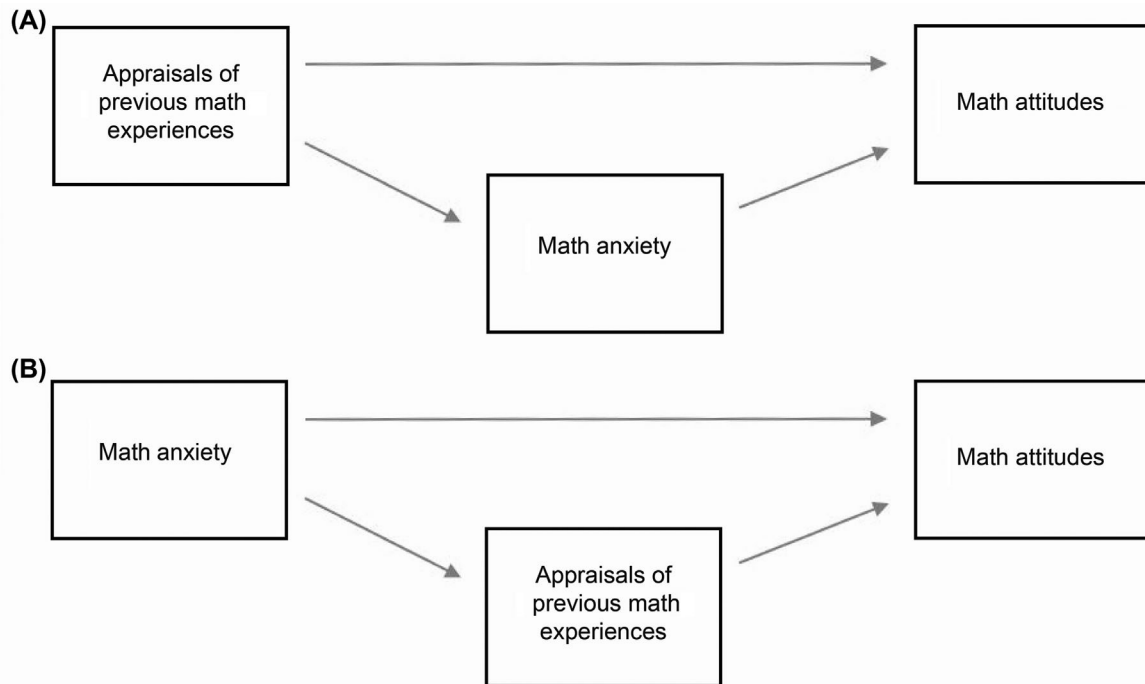 (A)
Appraisals of
previous math
experiences
Math attitudes
Math anxiety
(B)
Math anxiety
Math attitudes
Appraisals of
previous math
experiences